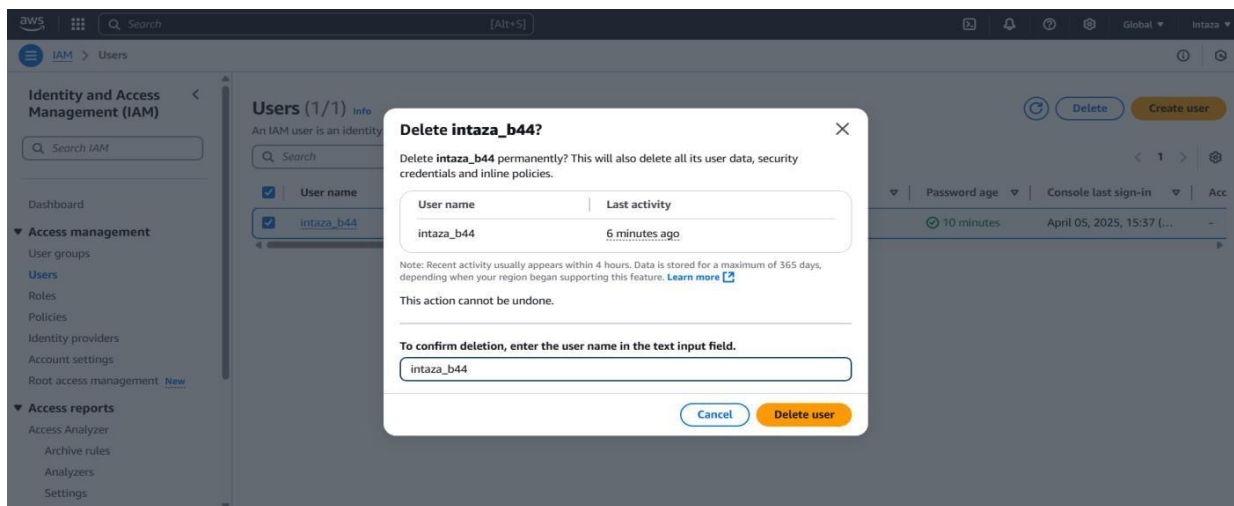 aws
Search [Alt+S] Global Intaza
IAM > Users
Identity and Access
Management (IAM)
Search IAM
Dashboard
Access management
User groups
Users
Roles
Policies
Identity providers
Account settings
Root access management New
Access reports
Access Analyzer
Archive rules
Analyzers
Settings
Users (1/1) Info
Delete Create user
An IAM user is an identity
Search
1
User name Password age Console last sign-in Acc
intaza_b44 10 minutes April 05, 2025, 15:37 (... -
Delete intaza_b44?
Delete intaza_b44 permanently? This will also delete all its user data, security
credentials and inline policies.
User name Last activity
intaza_b44 6 minutes ago
Note: Recent activity usually appears within 4 hours. Data is stored for a maximum of 365 days,
depending when your region began supporting this feature. Learn more
This action cannot be undone.
To confirm deletion, enter the user name in the text input field.
intaza_b44
Cancel Delete user